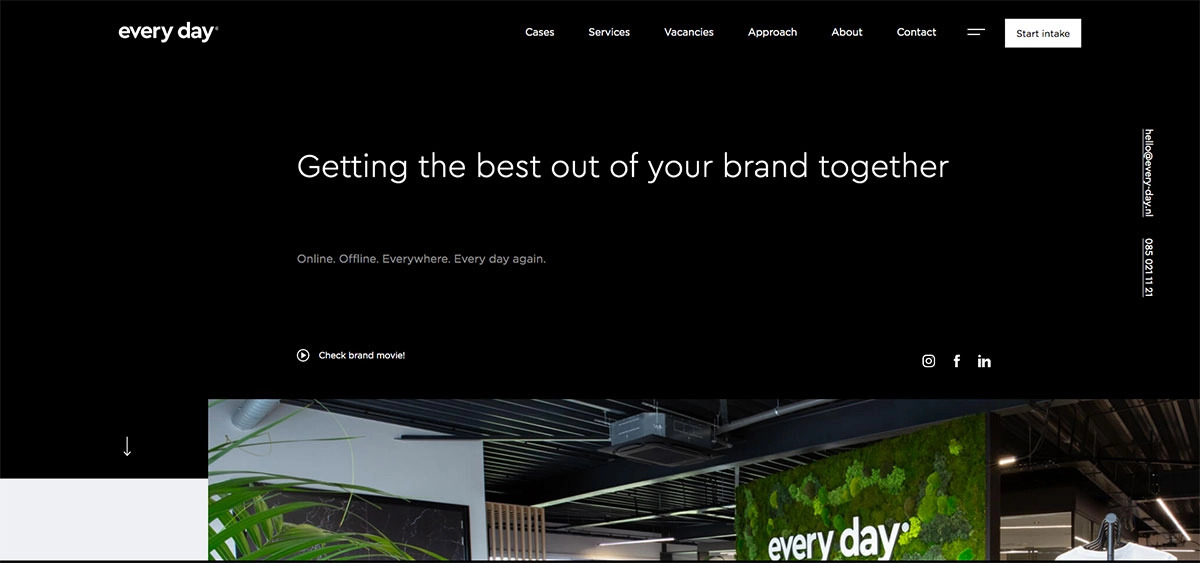 every day®
Cases Services Vacancies Approach About Contact Start intake
hello@every-day.nl 085 021 11 21
Getting the best out of your brand together
Online. Offline. Everywhere. Every day again.
Check brand movie!
every day